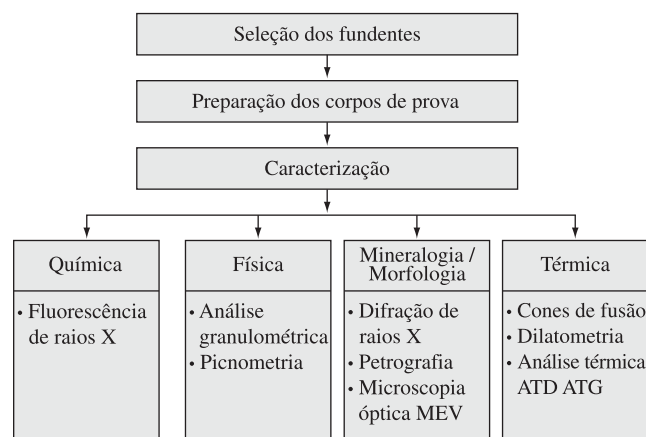 Seleção dos fundentes
Preparação dos corpos de prova
Caracterização
Química
• Fluorescência
de raios X
Física
• Análise
granulométrica
• Picnometria
Mineralogia /
Morfologia
• Difração de
raios X
• Petrografia
• Microscopia
óptica MEV
Térmica
• Cones de fusão
• Dilatometria
• Análise térmica
ATD ATG